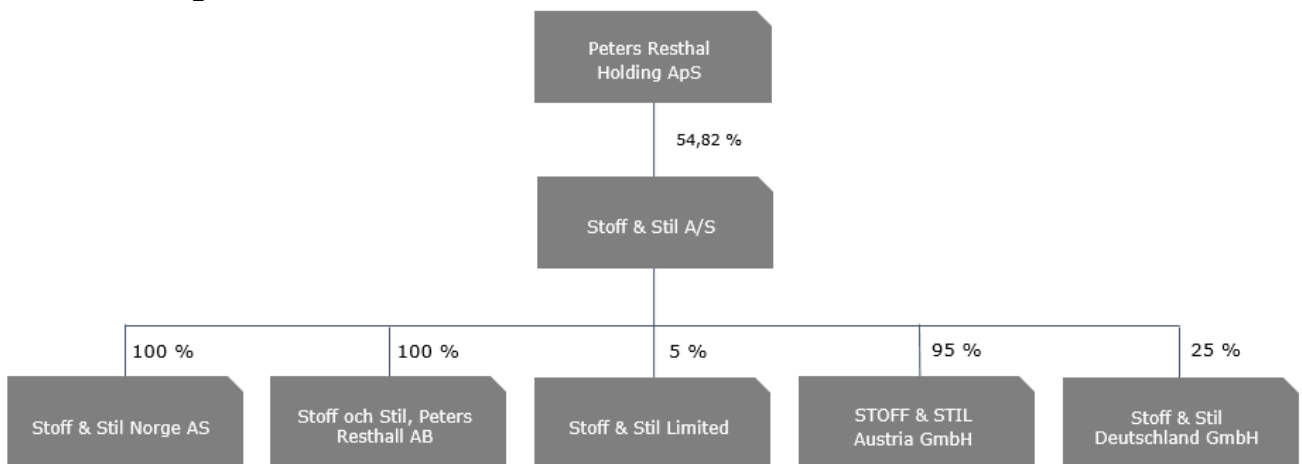 Peters Resthal
Holding ApS
54,82 %
Stoff & Stil A/S
100 %
100 %
5 %
95 %
25 %
Stoff & Stil Norge AS
Stoff och Stil, Peters
Resthall AB
Stoff & Stil Limited
STOFF & STIL
Austria GmbH
Stoff & Stil
Deutschland GmbH